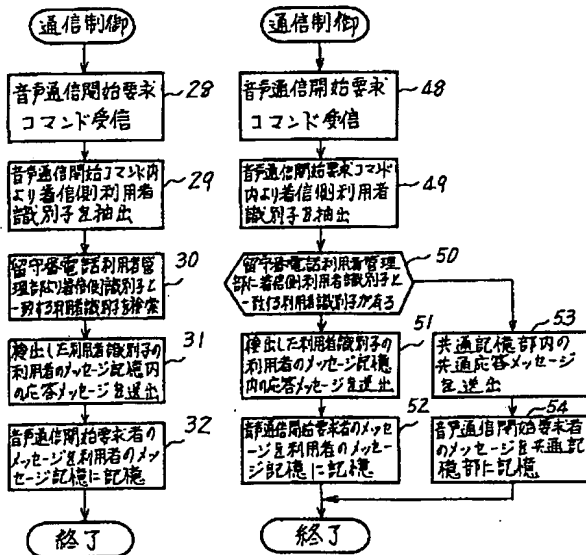 通信制御
音声通信開始要求
コマンド受信
28
音声通信開始コマンド内
より着信側利用者
識別子を抽出
29
留守番電話利用者管
理部より着信側識別子と
一致する利用者識別子を検索
30
検出した利用者識別子の
利用者のメッセージ記憶内
の応答メッセージを送出
31
音声通信開始要求者の
メッセージを利用者のメッ
セージ記憶に記憶
32
終了
通信制御
音声通信開始要求
コマンド受信
48
音声通信開始要求コマンド
内より着信側利用者
識別子を抽出
49
留守番電話利用者管理
部に着信側利用者識別子と
一致する利用者識別子が有る
50
検出した利用者識別子の
利用者のメッセージ記憶
内の応答メッセージを送出
51
音声通信開始要求者のメッセ
ージを利用者のメッセ
ージ記憶に記憶
52
共通記憶部内の
共通応答メッセージ
を送出
53
音声通信開始要求者
のメッセージを共通記
憶部に記憶
54
終了